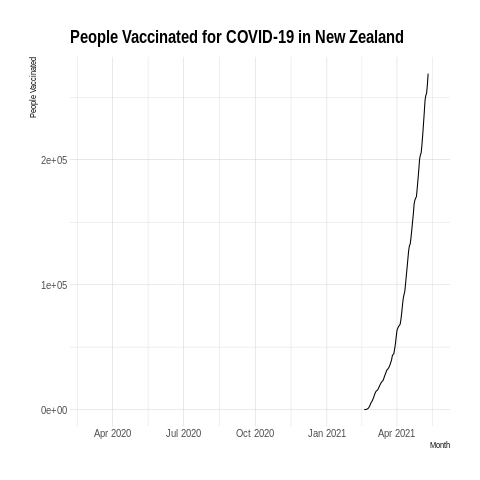 People Vaccinated for COVID-19 in New Zealand
People Vaccinated
2e+05
1e+05
0e+00
Apr 2020 Jul 2020 Oct 2020 Jan 2021 Apr 2021
Month